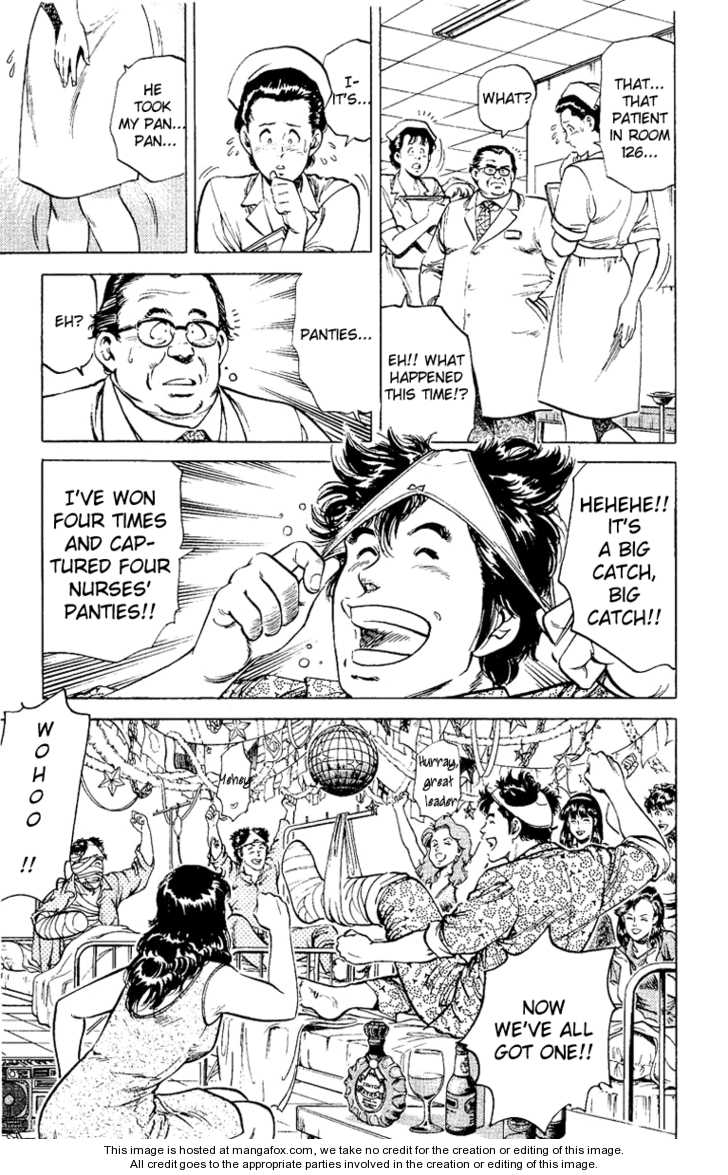 THAT...
THAT
PATIENT
IN ROOM
126...
WHAT?
EH!! WHAT
HAPPENED
THIS TIME!?
I-
IT'S...
HE
TOOK
MY PAN...
PAN...
PANTIES...
EH?
HEHEHE!!
IT'S
A BIG
CATCH,
BIG
CATCH!!
I'VE WON
FOUR TIMES
AND CAP-
TURED FOUR
NURSES'
PANTIES!!
WOHOO!!
Hurray,
great
leader
Yehey
NOW
WE'VE ALL
GOT ONE!!
This image is hosted at mangafox.com, we take no credit for the creation or editing of this image.
All credit goes to the appropriate parties involved in the creation or editing of this image.